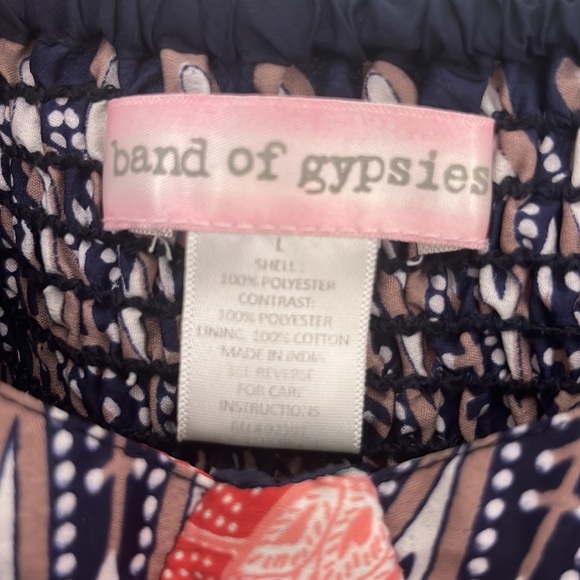 band of gypsies
L
SHELL:
100% POLYESTER
CONTRAST:
100% POLYESTER
LINING: 100% COTTON
MADE IN INDIA
SEE REVERSE
FOR CARE
INSTRUCTIONS